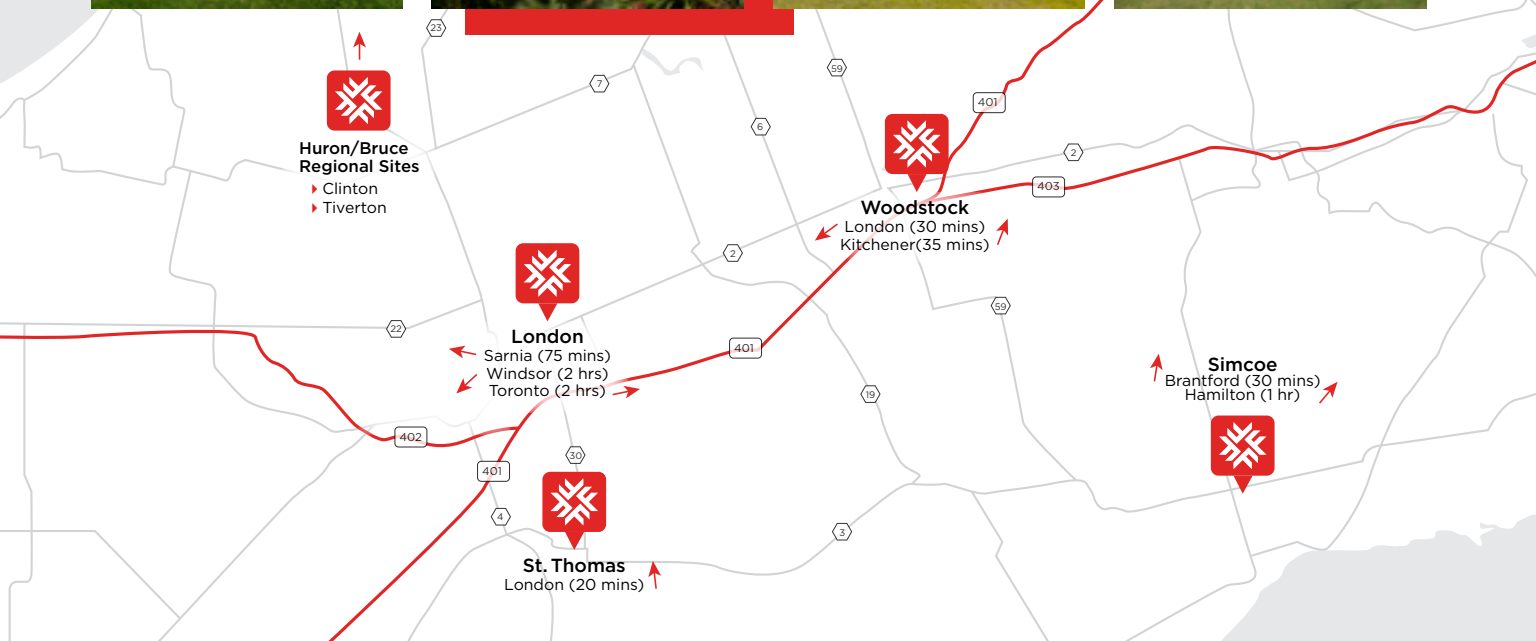 23
7
59
6
401
2
403
Huron/Bruce
Regional Sites
Clinton
Tiverton
Woodstock
London (30 mins)
Kitchener(35 mins)
2
59
22
London
Sarnia (75 mins)
Windsor (2 hrs)
Toronto (2 hrs)
401
19
Simcoe
Brantford (30 mins)
Hamilton (1 hr)
402
401
30
4
3
St. Thomas
London (20 mins)